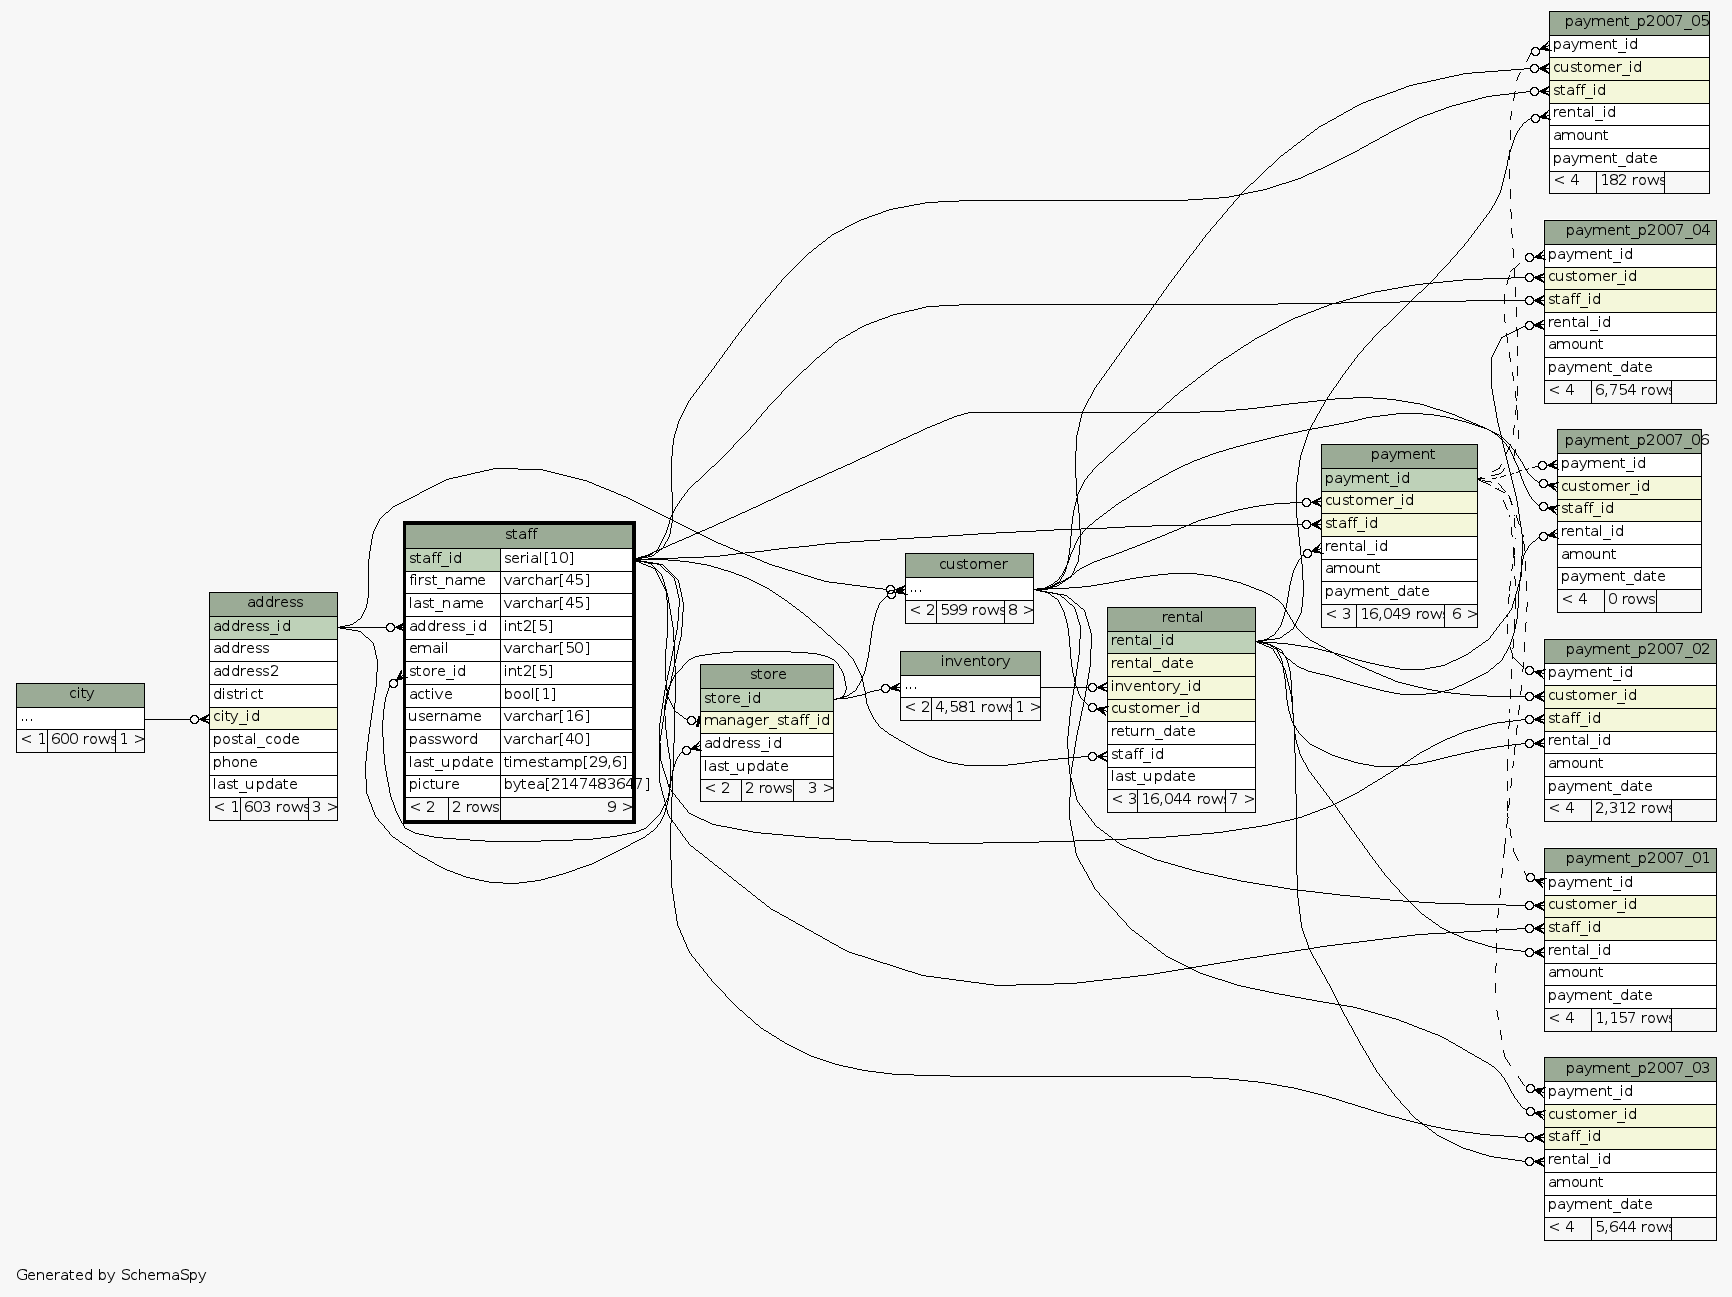 city
...
< 1 600 rows 1 >
address
address_id
address
address2
district
city_id
postal_code
phone
last_update
< 1 603 rows 3 >
staff
staff_id serial[10]
first_name varchar[45]
last_name varchar[45]
address_id int2[5]
email varchar[50]
store_id int2[5]
active bool[1]
username varchar[16]
password varchar[40]
last_update timestamp[29,6]
picture bytea[2147483647]
< 2 2 rows 9 >
store
store_id
manager_staff_id
address_id
last_update
< 2 2 rows 3 >
customer
...
< 2 599 rows 8 >
inventory
...
< 2 4,581 rows 1 >
rental
rental_id
rental_date
inventory_id
customer_id
return_date
staff_id
last_update
< 3 16,044 rows 7 >
payment
payment_id
customer_id
staff_id
rental_id
amount
payment_date
< 3 16,049 rows 6 >
payment_p2007_05
payment_id
customer_id
staff_id
rental_id
amount
payment_date
< 4 182 rows
payment_p2007_04
payment_id
customer_id
staff_id
rental_id
amount
payment_date
< 4 6,754 rows
payment_p2007_06
payment_id
customer_id
staff_id
rental_id
amount
payment_date
< 4 0 rows
payment_p2007_02
payment_id
customer_id
staff_id
rental_id
amount
payment_date
< 4 2,312 rows
payment_p2007_01
payment_id
customer_id
staff_id
rental_id
amount
payment_date
< 4 1,157 rows
payment_p2007_03
payment_id
customer_id
staff_id
rental_id
amount
payment_date
< 4 5,644 rows
Generated by SchemaSpy